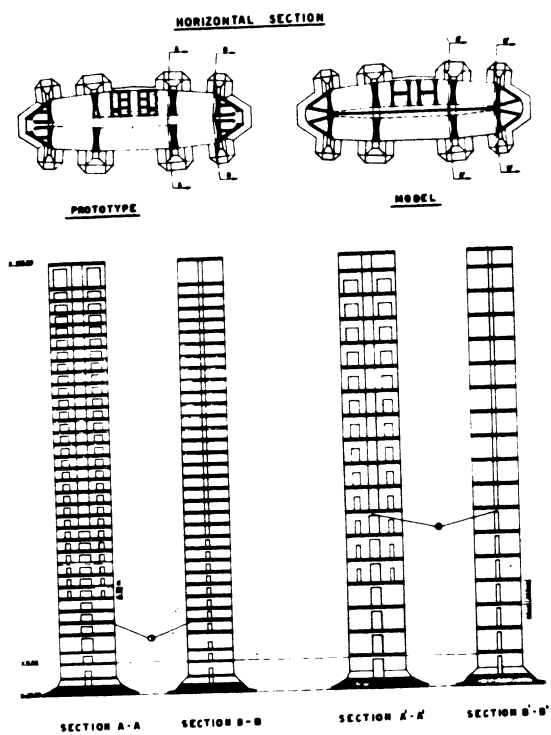 HORIZONTAL SECTION
A B B' B'
A B B' B'
PROTOTYPE MODEL
SECTION A-A SECTION B-B SECTION A'-A' SECTION B'-B'